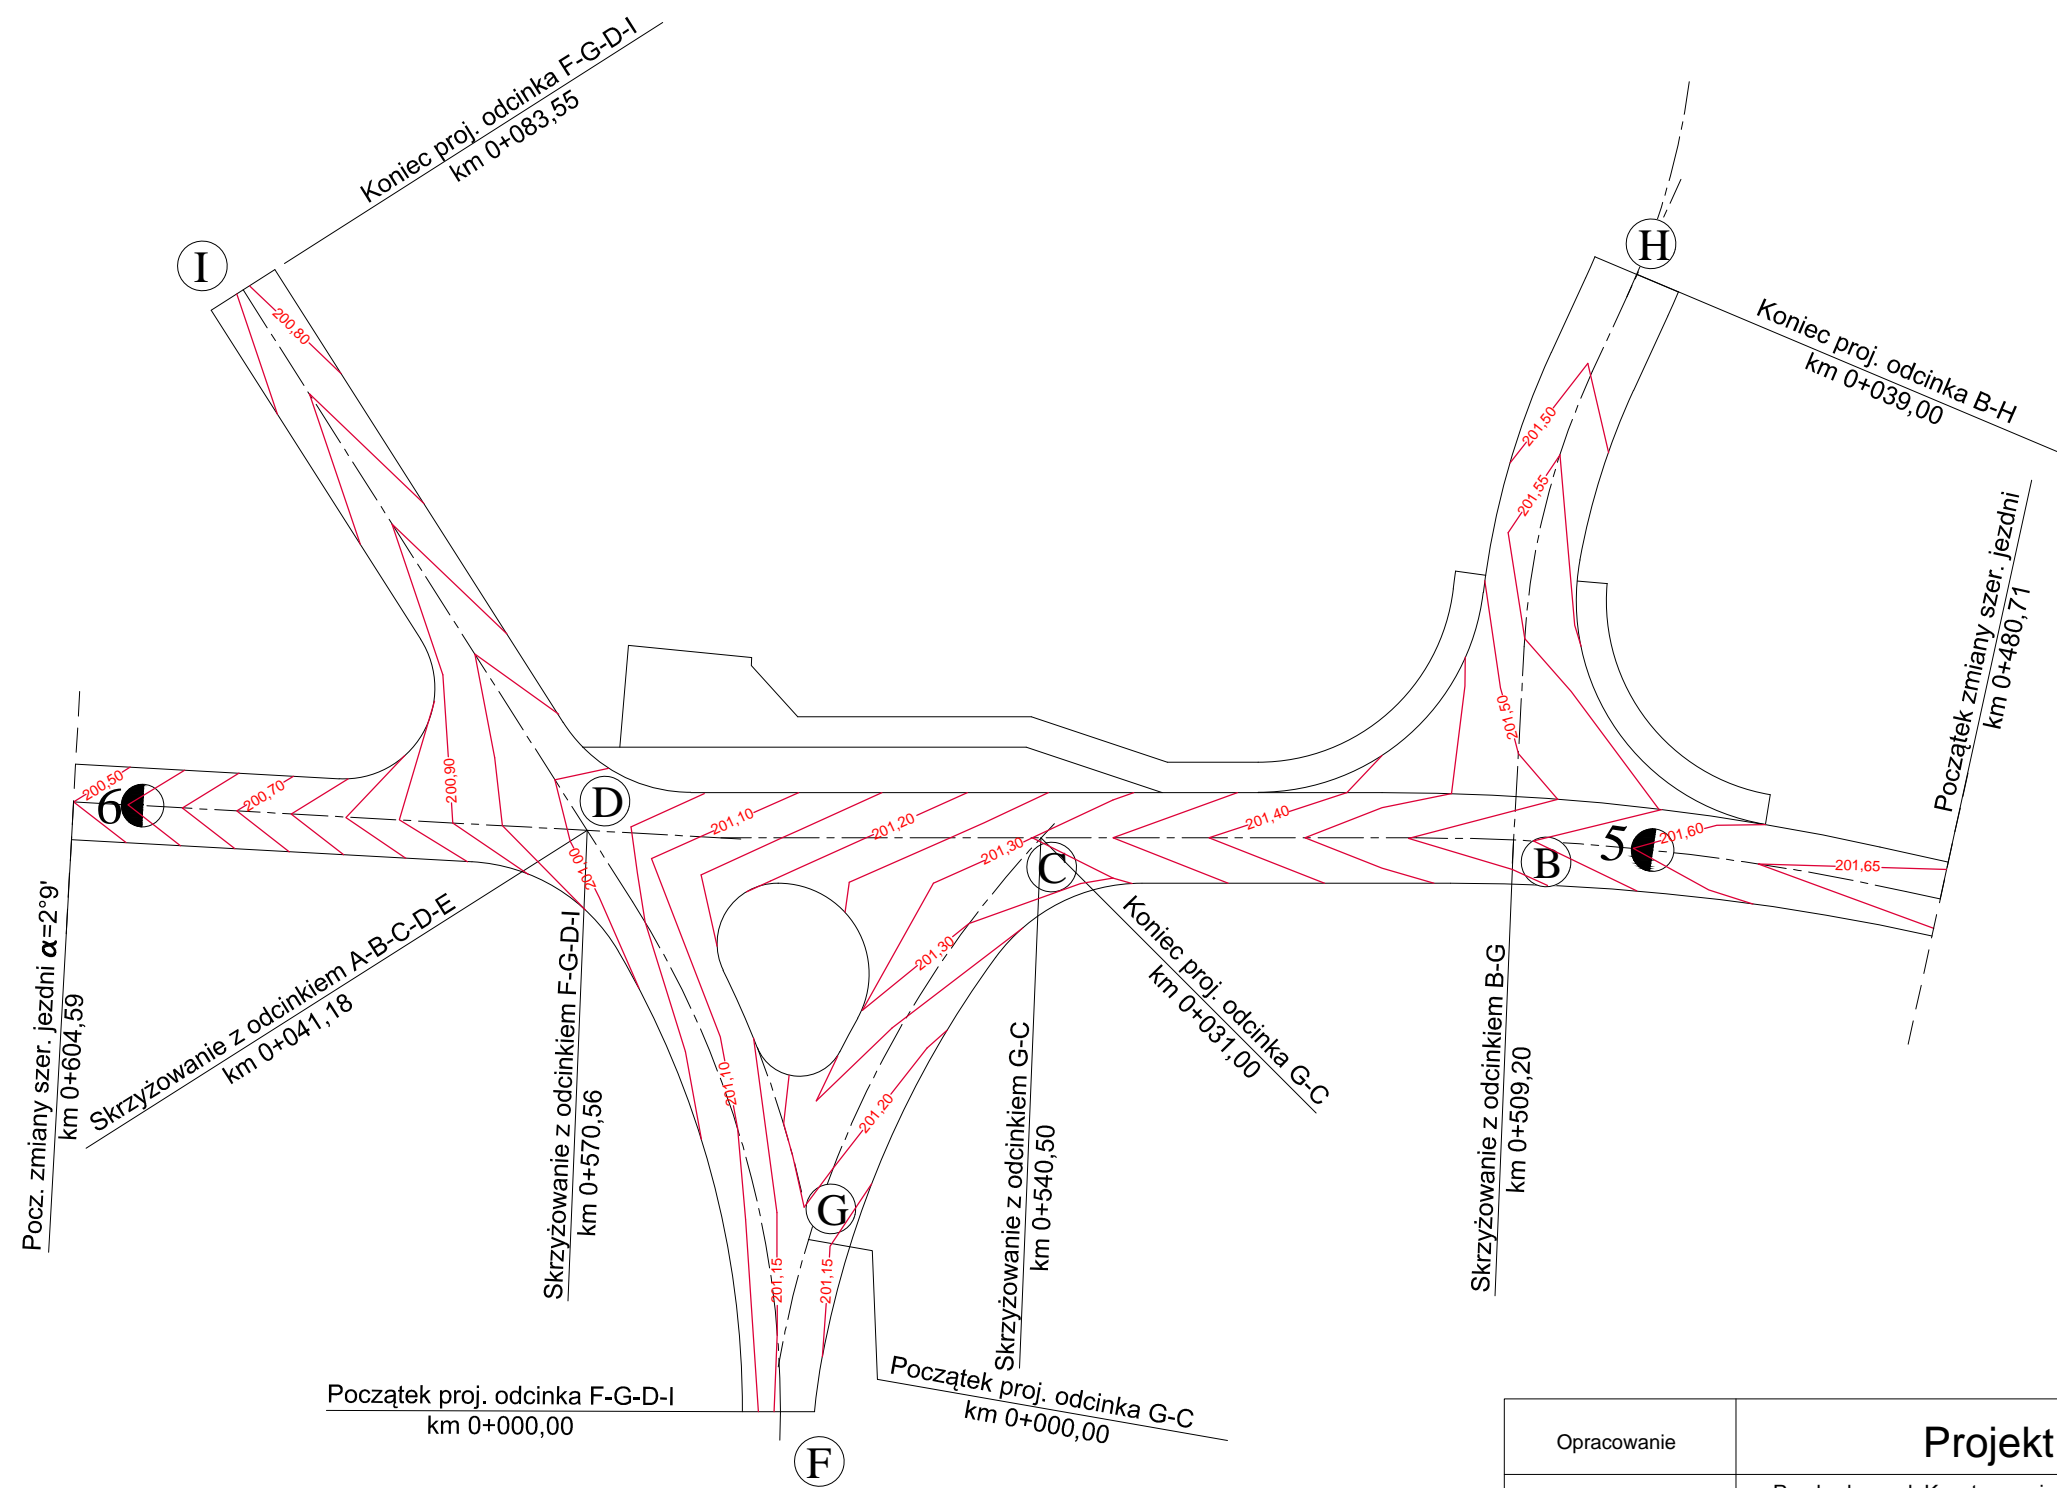 Koniec proj. odcinka F-G-D-I
km 0+083,55
I
H
Koniec proj. odcinka B-H
km 0+039,00
200,80
201,50
201,55
Początek zmiany szer. jezdni
km 0+480,71
201,50
200,50
200,70
200,90
6
D
201,10
201,20
201,30
201,40
C
B
5
201,60
201,65
201,00
Pocz. zmiany szer. jezdni α=2°9'
km 0+604,59
Skrzyżowanie z odcinkiem A-B-C-D-E
km 0+041,18
Skrzyżowanie z odcinkiem F-G-D-I
km 0+570,56
201,30
Koniec proj. odcinka G-C
km 0+031,00
Skrzyżowanie z odcinkiem G-C
km 0+540,50
Skrzyżowanie z odcinkiem B-G
km 0+509,20
201,10
201,20
G
201,15
201,15
Początek proj. odcinka F-G-D-I
km 0+000,00
Początek proj. odcinka G-C
km 0+000,00
F
Opracowanie
Projekt